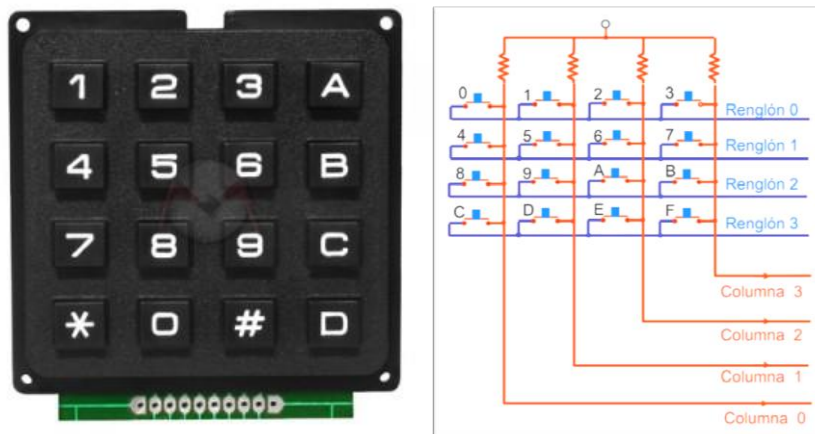 1 2 3 A
4 5 6 B
7 8 9 C
* 0 # D
0 1 2 3 Renglón 0
4 5 6 7 Renglón 1
8 9 A B Renglón 2
C D E F Renglón 3
Columna 3
Columna 2
Columna 1
Columna 0